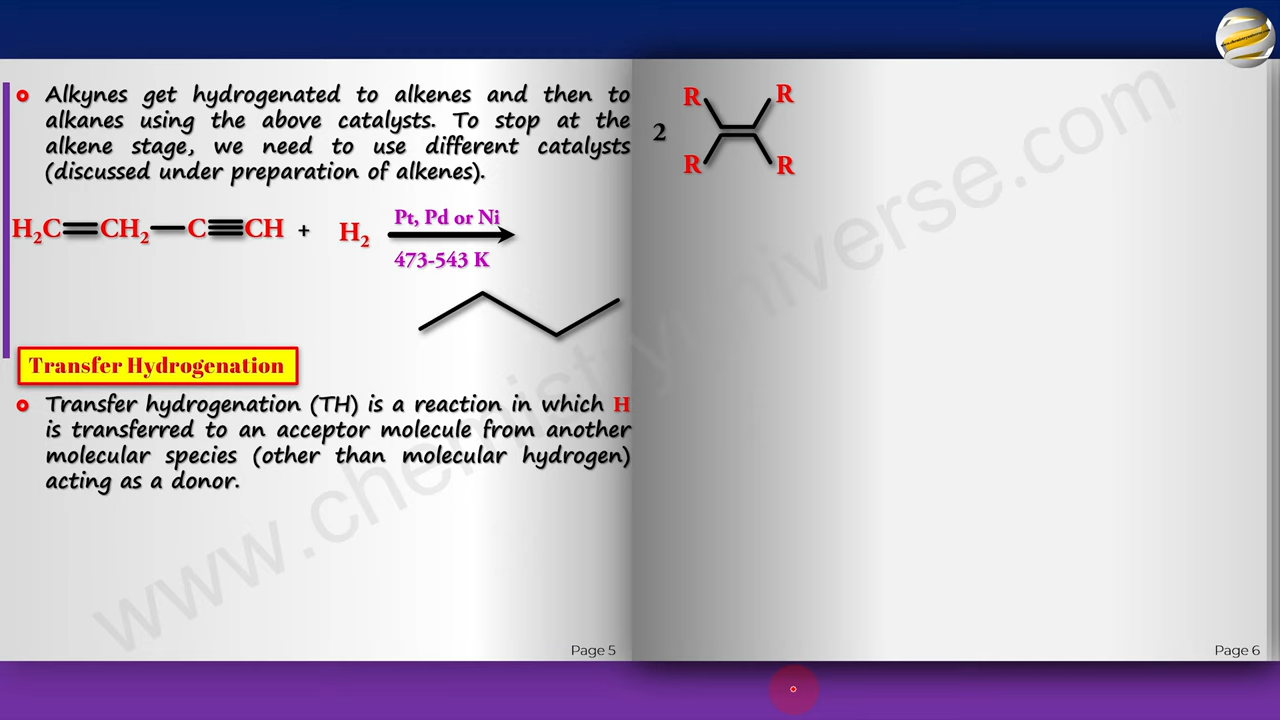 Alkynes get hydrogenated to alkenes and then to
alkanes using the above catalysts. To stop at the
alkene stage, we need to use different catalysts
(discussed under preparation of alkenes).
H₂C═CH₂—C≡CH + H₂
Pt, Pd or Ni
473-543 K
Transfer Hydrogenation
Transfer hydrogenation (TH) is a reaction in which H
is transferred to an acceptor molecule from another
molecular species (other than molecular hydrogen)
acting as a donor.
Page 5
R R
2
R R
Page 6
www.chemistryuniverse.com